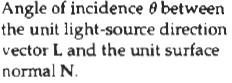 Angle of incidence θ between
the unit light-source direction
vector L and the unit surface
normal N.